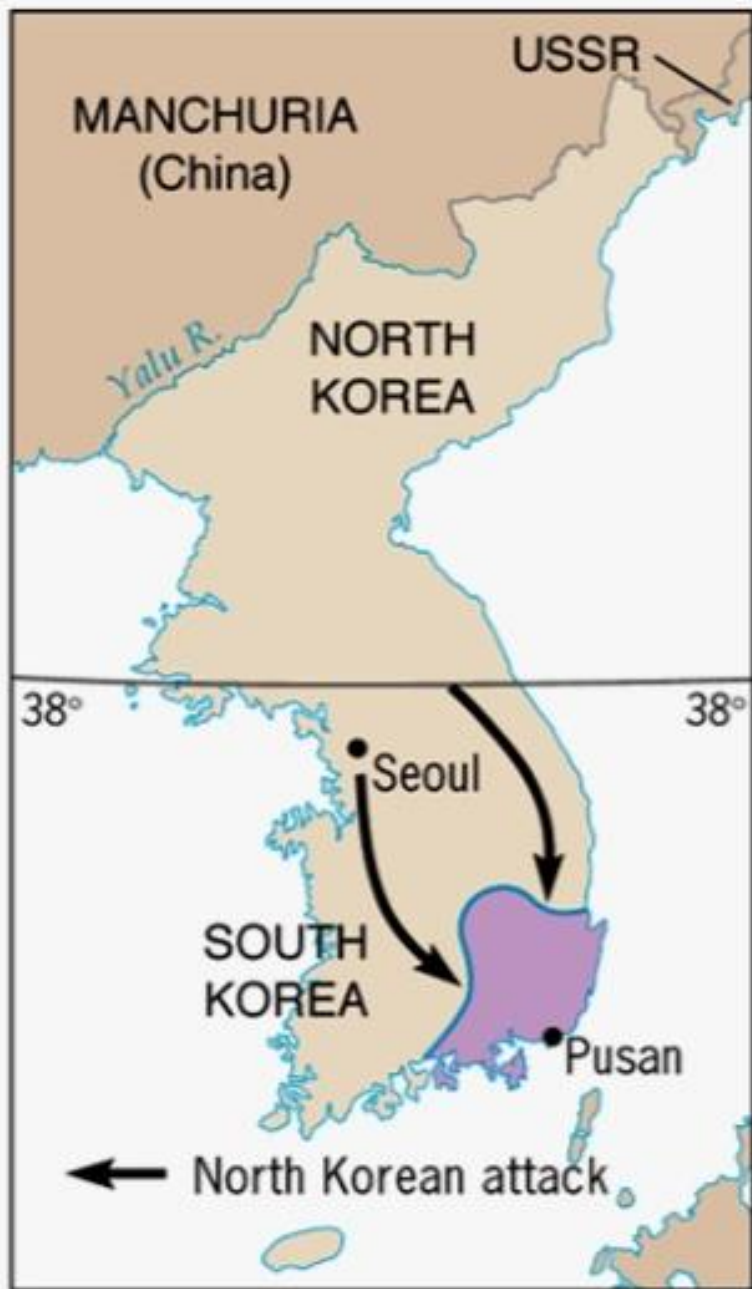 USSR
MANCHURIA
(China)
Yalu R.
NORTH
KOREA
38°
38°
Seoul
SOUTH
KOREA
Pusan
North Korean attack